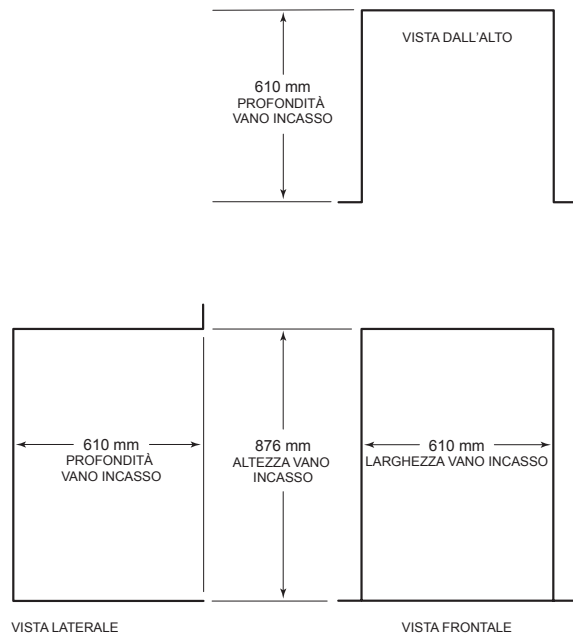 VISTA DALL'ALTO
610 mm
PROFONDITÀ
VANO INCASSO
610 mm
PROFONDITÀ
VANO INCASSO
876 mm
ALTEZZA VANO
INCASSO
610 mm
LARGHEZZA VANO INCASSO
VISTA LATERALE
VISTA FRONTALE